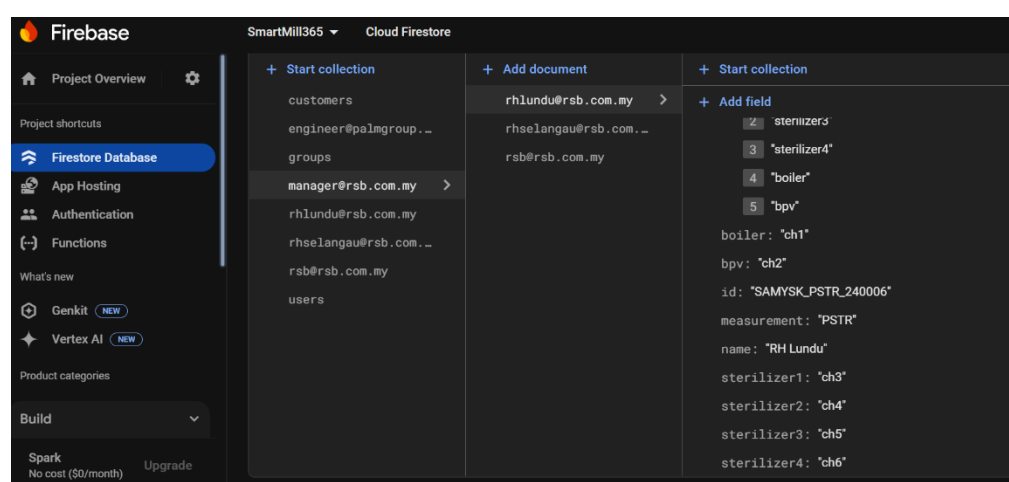 Firebase
SmartMill365
Cloud Firestore
Project Overview
Project shortcuts
Firestore Database
App Hosting
Authentication
Functions
What's new
Genkit NEW
Vertex AI NEW
Product categories
Build
Spark
No cost ($0/month)
Upgrade
+ Start collection
customers
engineer@palmgroup.…
groups
manager@rsb.com.my
rhlundu@rsb.com.my
rhselangau@rsb.com.…
rsb@rsb.com.my
users
+ Add document
rhlundu@rsb.com.my
rhselangau@rsb.com.…
rsb@rsb.com.my
+ Start collection
+ Add field
2 "sterilizer3"
3 "sterilizer4"
4 "boiler"
5 "bpv"
boiler: "ch1"
bpv: "ch2"
id: "SAMYSK_PSTR_240006"
measurement: "PSTR"
name: "RH Lundu"
sterilizer1: "ch3"
sterilizer2: "ch4"
sterilizer3: "ch5"
sterilizer4: "ch6"